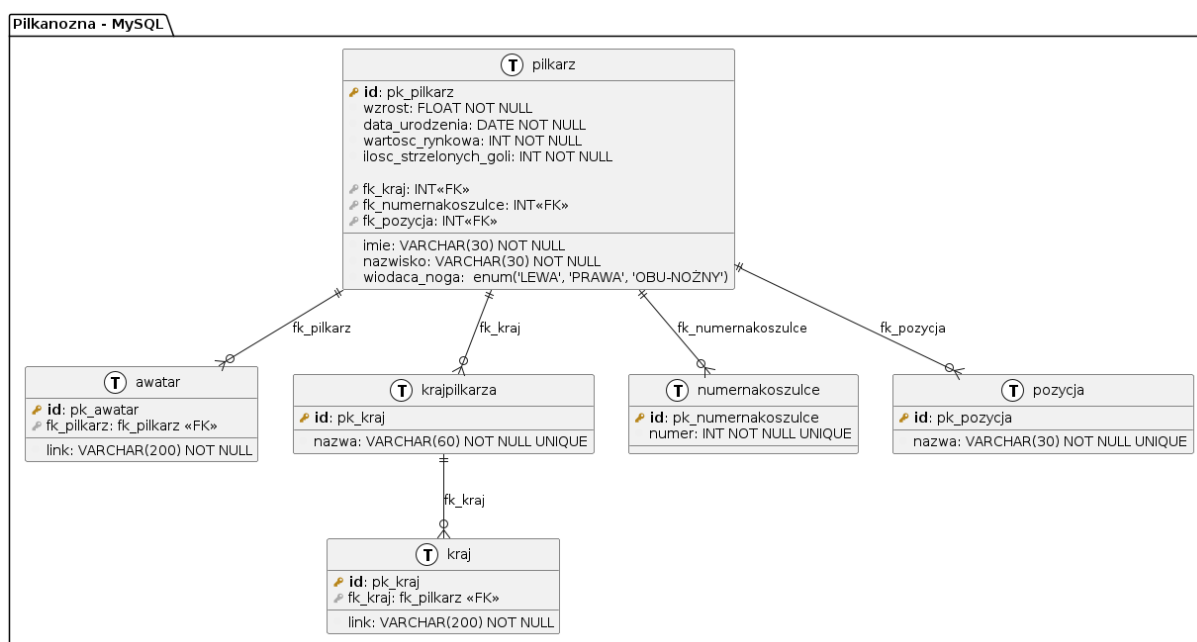 Pilkanozna - MySQL
T pilkarz
id: pk_pilkarz
wzrost: FLOAT NOT NULL
data_urodzenia: DATE NOT NULL
wartosc_rynkowa: INT NOT NULL
ilosc_strzelonych_goli: INT NOT NULL
fk_kraj: INT«FK»
fk_numernakoszulce: INT«FK»
fk_pozycja: INT«FK»
imie: VARCHAR(30) NOT NULL
nazwisko: VARCHAR(30) NOT NULL
wiodaca_noga: enum('LEWA', 'PRAWA', 'OBU-NOŻNY')
fk_pilkarz
fk_kraj
fk_numernakoszulce
fk_pozycja
T awatar
id: pk_awatar
fk_pilkarz: fk_pilkarz «FK»
link: VARCHAR(200) NOT NULL
T krajpilkarza
id: pk_kraj
nazwa: VARCHAR(60) NOT NULL UNIQUE
T numernakoszulce
id: pk_numernakoszulce
numer: INT NOT NULL UNIQUE
T pozycja
id: pk_pozycja
nazwa: VARCHAR(30) NOT NULL UNIQUE
fk_kraj
T kraj
id: pk_kraj
fk_kraj: fk_pilkarz «FK»
link: VARCHAR(200) NOT NULL